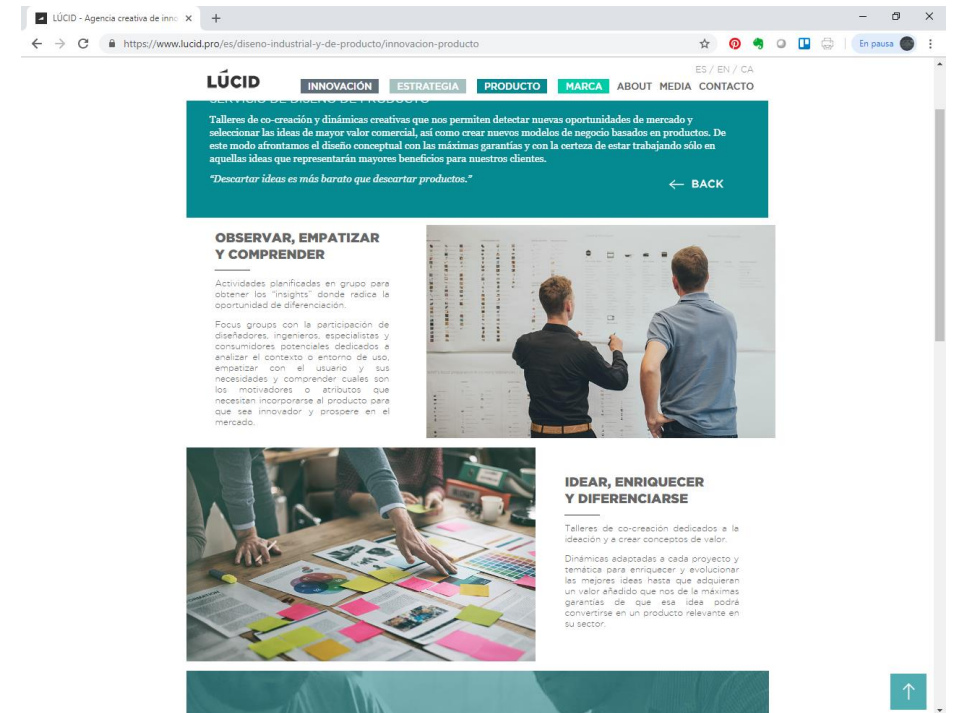 LÚCID - Agencia creativa de inno
https://www.lucid.pro/es/diseno-industrial-y-de-producto/innovacion-producto
En pausa
ES / EN / CA
LÚCID
INNOVACIÓN ESTRATEGIA PRODUCTO MARCA ABOUT MEDIA CONTACTO
SERVICIO DE DISEÑO DE PRODUCTO
Talleres de co-creación y dinámicas creativas que nos permiten detectar nuevas oportunidades de mercado y
seleccionar las ideas de mayor valor comercial, así como crear nuevos modelos de negocio basados en productos. De
este modo afrontamos el diseño conceptual con las máximas garantías y con la certeza de estar trabajando sólo en
aquellas ideas que representarán mayores beneficios para nuestros clientes.
“Descartar ideas es más barato que descartar productos.”
BACK
OBSERVAR, EMPATIZAR
Y COMPRENDER
Actividades planificadas en grupo para
obtener los “insights” donde radica la
oportunidad de diferenciación.
Focus groups con la participación de
diseñadores, ingenieros, especialistas y
consumidores potenciales dedicados a
analizar el contexto o entorno de uso,
empatizar con el usuario y sus
necesidades y comprender cuales son
los motivadores o atributos que
necesitan incorporarse al producto para
que sea innovador y prospere en el
mercado.
IDEAR, ENRIQUECER
Y DIFERENCIARSE
Talleres de co-creación dedicados a la
ideación y a crear conceptos de valor.
Dinámicas adaptadas a cada proyecto y
temática para enriquecer y evolucionar
las mejores ideas hasta que adquieran
un valor añadido que nos de la máximas
garantías de que esa idea podrá
convertirse en un producto relevante en
su sector.